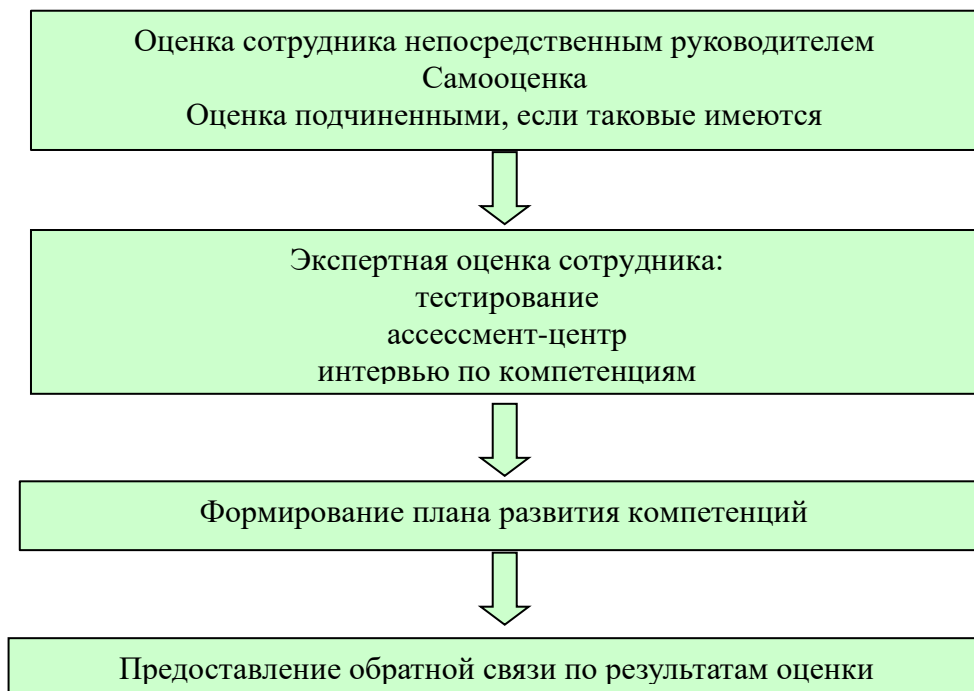 Оценка сотрудника непосредственным руководителем
Самооценка
Оценка подчиненными, если таковые имеются
Экспертная оценка сотрудника:
тестирование
ассессмент-центр
интервью по компетенциям
Формирование плана развития компетенций
Предоставление обратной связи по результатам оценки